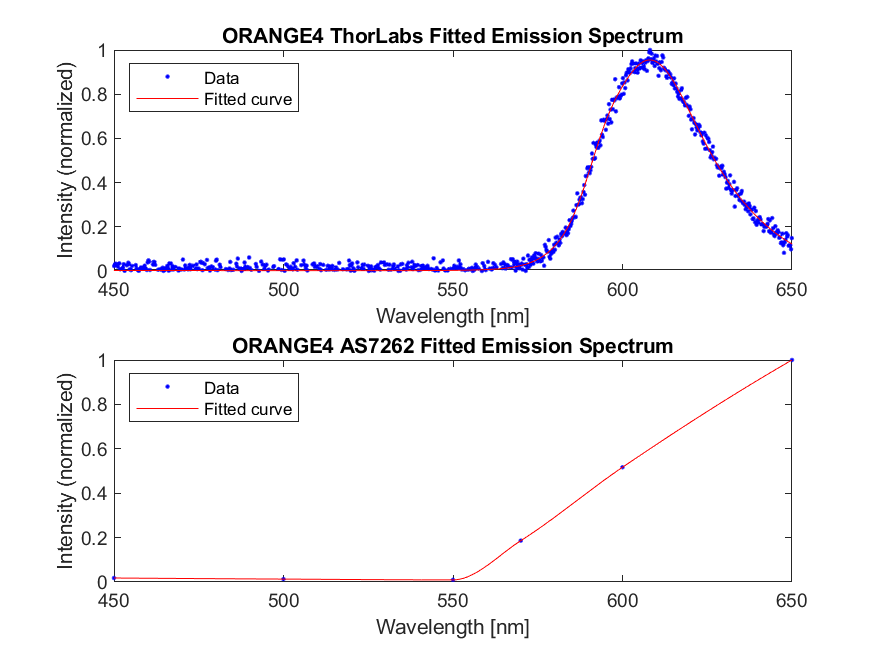 ORANGE4 ThorLabs Fitted Emission Spectrum
Intensity (normalized)
1
0.8
0.6
0.4
0.2
0
Data
Fitted curve
450
500
550
600
650
Wavelength [nm]
ORANGE4 AS7262 Fitted Emission Spectrum
Intensity (normalized)
1
0.8
0.6
0.4
0.2
0
Data
Fitted curve
450
500
550
600
650
Wavelength [nm]